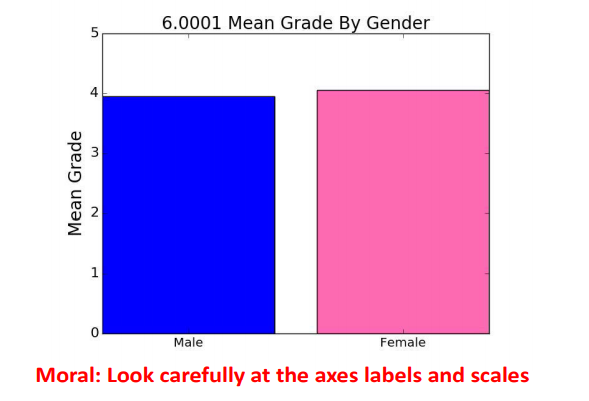 6.0001 Mean Grade By Gender
5
4
3
2
1
0
Mean Grade
Male Female
Moral: Look carefully at the axes labels and scales